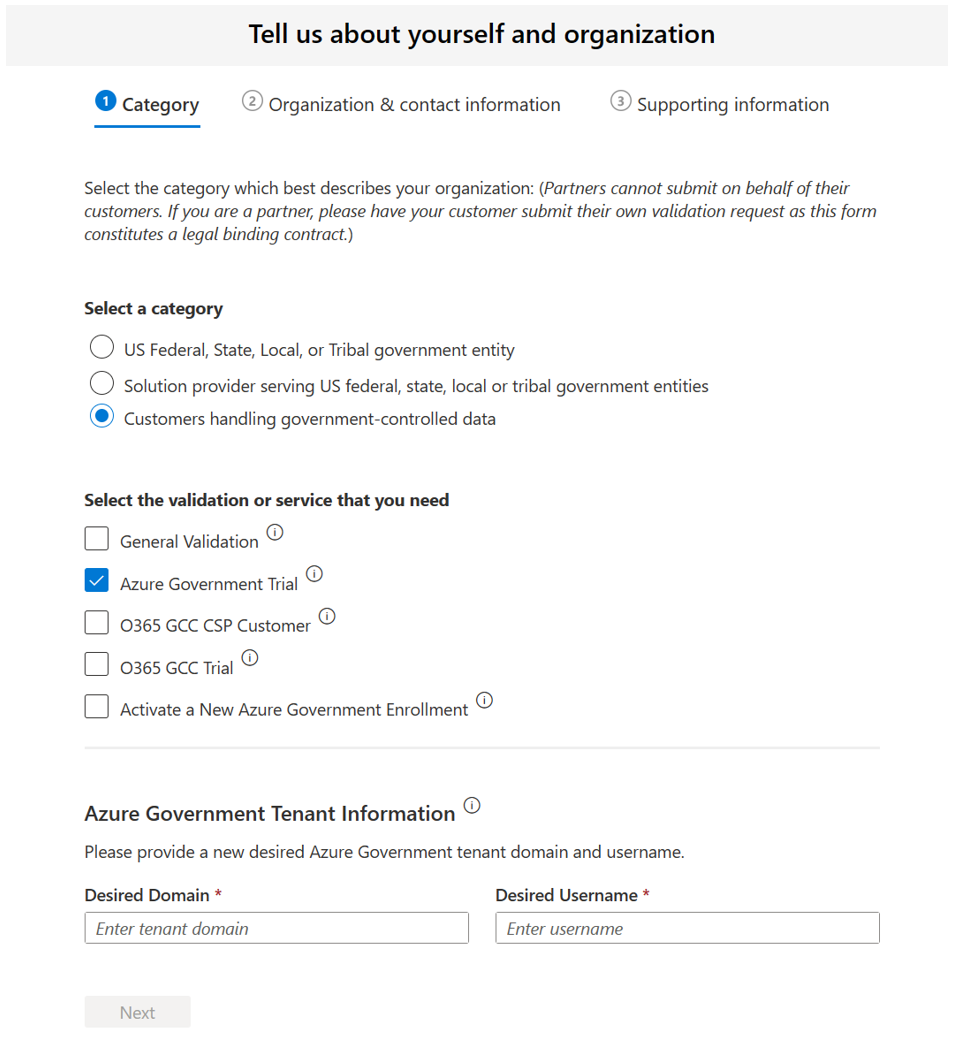 Tell us about yourself and organization
1 Category
2 Organization & contact information
3 Supporting information
Select the category which best describes your organization: (Partners cannot submit on behalf of their
customers. If you are a partner, please have your customer submit their own validation request as this form
constitutes a legal binding contract.)
Select a category
US Federal, State, Local, or Tribal government entity
Solution provider serving US federal, state, local or tribal government entities
Customers handling government-controlled data
Select the validation or service that you need
General Validation
Azure Government Trial
O365 GCC CSP Customer
O365 GCC Trial
Activate a New Azure Government Enrollment
Azure Government Tenant Information
Please provide a new desired Azure Government tenant domain and username.
Desired Domain *
Desired Username *
Enter tenant domain
Enter username
Next